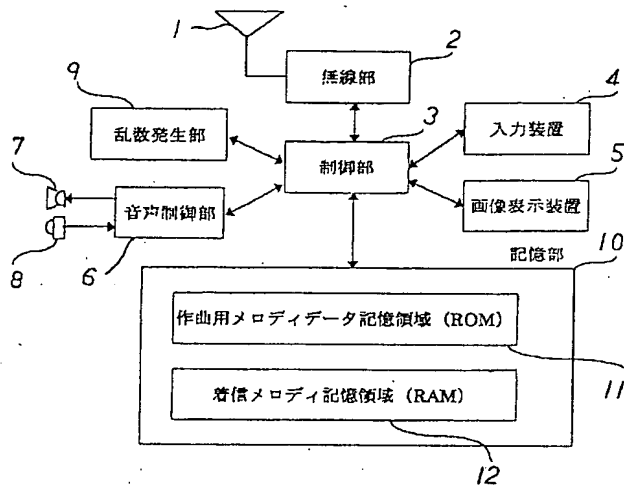 1
2
無線部
9
4
乱数発生部
3
入力装置
7
制御部
5
音声制御部
画像表示装置
8
6
記憶部
10
作曲用メロディデータ記憶領域 (ROM)
11
着信メロディ記憶領域 (RAM)
12